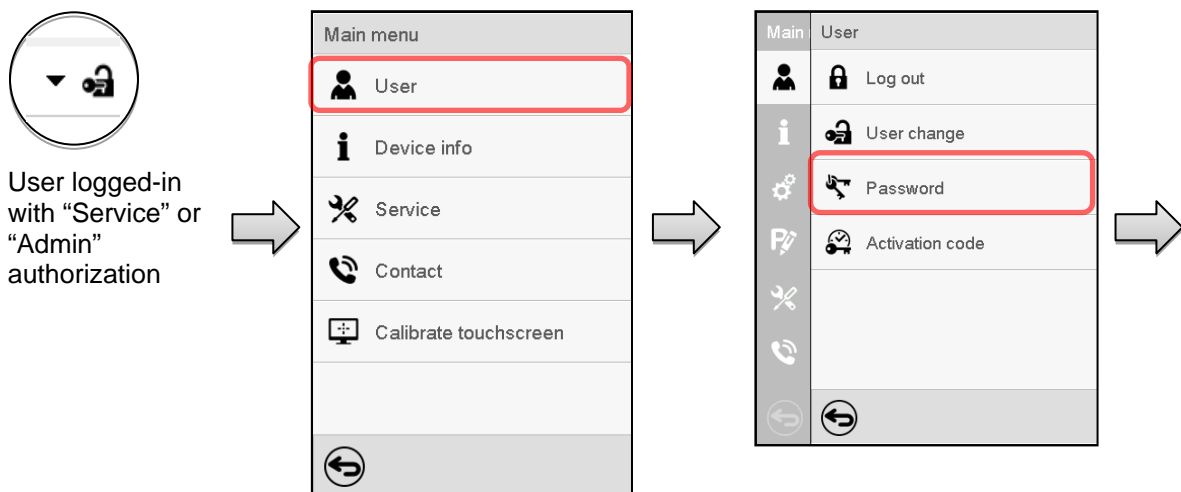 User logged-in
with “Service” or
“Admin”
authorization
Main menu
User
Device info
Service
Contact
Calibrate touchscreen
Main
User
Log out
User change
Password
Activation code